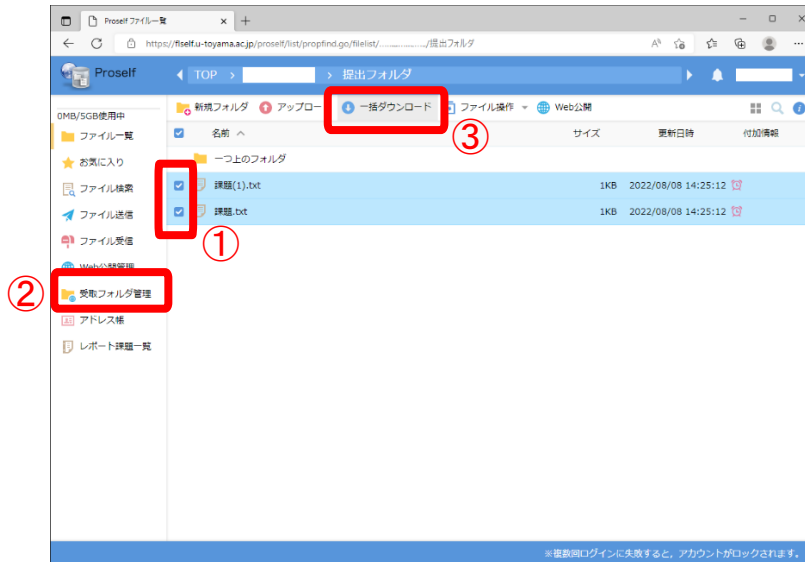 Proself ファイル一覧
https://flself.u-toyama.ac.jp/proself/list/propfind.go/filelist/..................../提出フォルダ
Proself
TOP > > 提出フォルダ
0MB/5GB使用中
新規フォルダ アップロー 一括ダウンロード ファイル操作 Web公開
③
ファイル一覧
名前 サイズ 更新日時 付加情報
お気に入り
一つ上のフォルダ
ファイル検索
課題(1).txt 1KB 2022/08/08 14:25:12
ファイル送信
課題.txt 1KB 2022/08/08 14:25:12
①
ファイル受信
Web公開管理
② 受取フォルダ管理
アドレス帳
レポート課題一覧
※複数回ログインに失敗すると，アカウントがロックされます。